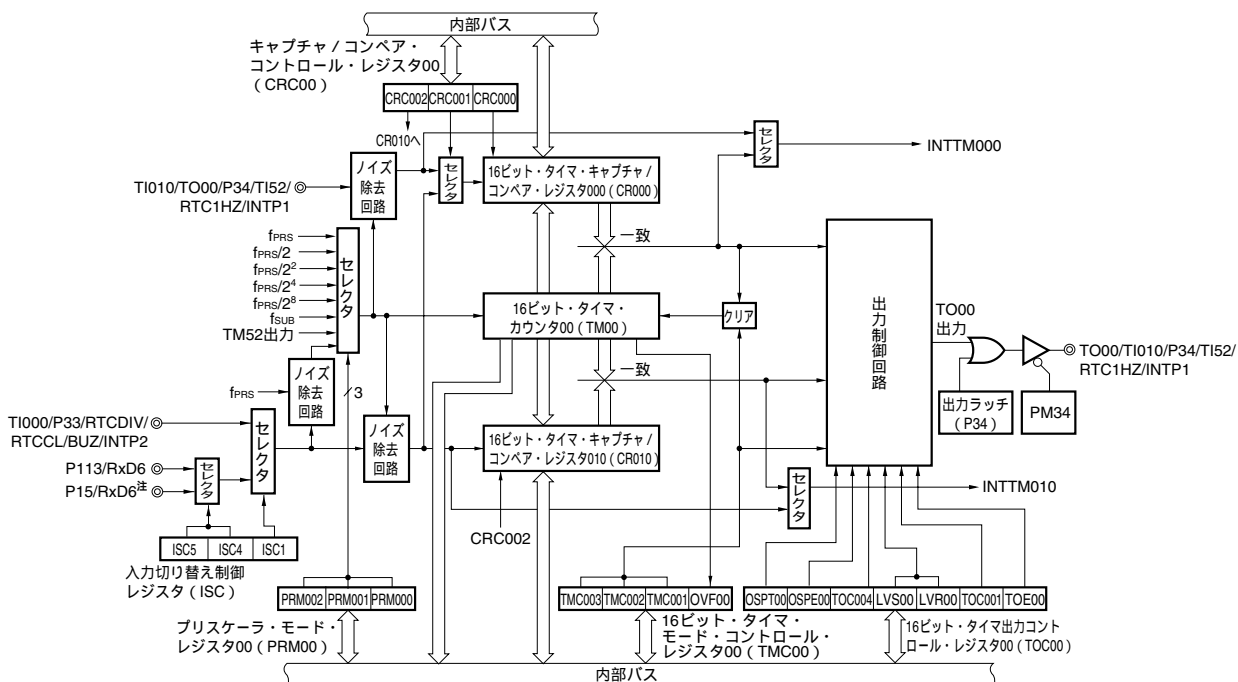 内部バス
キャプチャ / コンペア・
コントロール・レジスタ00
( CRC00 )
CRC002 CRC001 CRC000
CR010へ
セレクタ
INTTM000
ノイズ
除去
回路
セレクタ
16ビット・タイマ・キャプチャ /
コンペア・レジスタ000 ( CR000 )
TI010/TO00/P34/TI52/
RTC1HZ/INTP1
一致
fPRS
fPRS/2
fPRS/2²
fPRS/2⁴
fPRS/2⁸
fSUB
TM52出力
セレクタ
16ビット・タイマ・
カウンタ00 ( TM00 )
クリア
出力制御回路
TO00
出力
TO00/TI010/P34/TI52/
RTC1HZ/INTP1
出力ラッチ
( P34 )
PM34
一致
fPRS
ノイズ
除去
回路
3
TI000/P33/RTCDIV/
RTCCL/BUZ/INTP2
セレクタ
ノイズ
除去
回路
16ビット・タイマ・キャプチャ /
コンペア・レジスタ010 ( CR010 )
P113/RxD6
P15/RxD6注
セレクタ
セレクタ
INTTM010
CRC002
ISC5 ISC4 ISC1
入力切り替え制御
レジスタ ( ISC )
PRM002 PRM001 PRM000
プリスケーラ・モード・
レジスタ00 ( PRM00 )
TMC003 TMC002 TMC001 OVF00
16ビット・タイマ・
モード・コントロール・
レジスタ00 ( TMC00 )
OSPT00 OSPE00 TOC004 LVS00 LVR00 TOC001 TOE00
16ビット・タイマ出力コント
ロール・レジスタ00 ( TOC00 )
内部バス